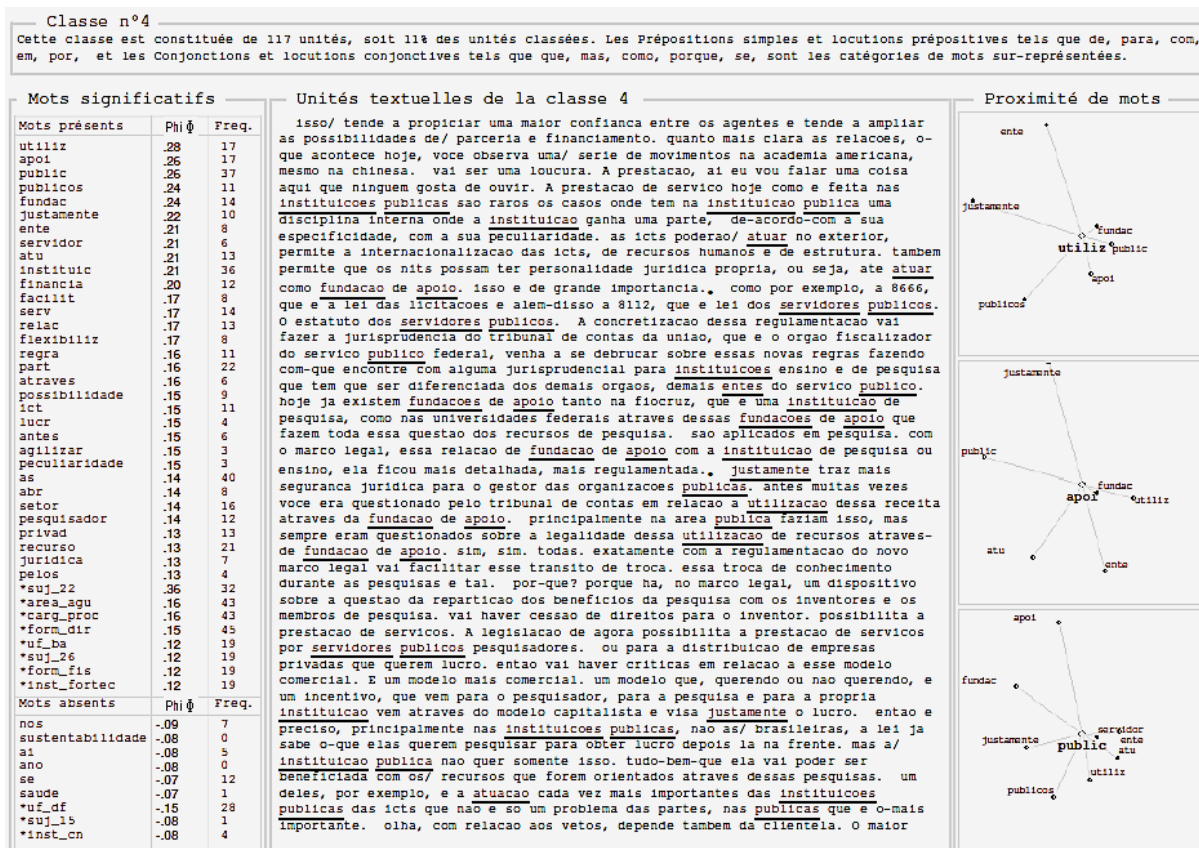 Classe nº4
Cette classe est constituée de 117 unités, soit 11% des unités classées. Les Prépositions simples et locutions prépositives tels que de, para, com,
em, por, et les Conjonctions et locutions conjonctives tels que que, mas, como, porque, se, sont les catégories de mots sur-représentées.
Mots significatifs
Mots présents Phi Φ Freq.
utiliz .28 17
apoi .26 17
public .26 37
publicos .24 11
fundac .24 14
justamente .22 10
ente .21 8
servidor .21 6
atu .21 13
instituic .21 36
financia .20 12
facilit .17 8
serv .17 14
relac .17 13
flexibiliz .17 8
regra .16 11
part .16 22
atraves .16 6
possibilidade .15 9
ict .15 11
lucr .15 4
antes .15 6
agilizar .15 3
peculiaridade .15 3
as .14 40
abr .14 8
setor .14 16
pesquisador .14 12
privad .13 13
recurso .13 21
juridica .13 7
pelos .13 4
*suj_22 .36 32
*area_agu .16 43
*carg_proc .16 43
*form_dir .15 45
*uf_ba .12 19
*suj_26 .12 19
*form_fis .12 19
*inst_fortec .12 19
Mots absents Phi Φ Freq.
nos -.09 7
sustentabilidade -.08 0
ai -.08 5
ano -.08 0
se -.07 12
saude -.07 1
*uf_df -.15 28
*suj_15 -.08 1
*inst_cn -.08 4
Unités textuelles de la classe 4
isso/ tende a propiciar uma maior confianca entre os agentes e tende a ampliar
as possibilidades de/ parceria e financiamento. quanto mais clara as relacoes, o-
que acontece hoje, voce observa uma/ serie de movimentos na academia americana,
mesmo na chinesa. vai ser uma loucura. A prestacao, ai eu vou falar uma coisa
aqui que ninguem gosta de ouvir. A prestacao de servico hoje como e feita nas
instituicoes publicas sao raros os casos onde tem na instituicao publica uma
disciplina interna onde a instituicao ganha uma parte, de-acordo-com a sua
especificidade, com a sua peculiaridade. as icts poderao/ atuar no exterior,
permite a internacionalizacao das icts, de recursos humanos e de estrutura. tambem
permite que os nits possam ter personalidade juridica propria, ou seja, ate atuar
como fundacao de apoio. isso e de grande importancia.. como por exemplo, a 8666,
que e a lei das licitacoes e alem-disso a 8112, que e lei dos servidores publicos.
O estatuto dos servidores publicos. A concretizacao dessa regulamentacao vai
fazer a jurisprudencia do tribunal de contas da uniao, que e o orgao fiscalizador
do servico publico federal, venha a se debrucar sobre essas novas regras fazendo
com-que encontre com alguma jurisprudencial para instituicoes ensino e de pesquisa
que tem que ser diferenciada dos demais orgaos, demais entes do servico publico.
hoje ja existem fundacoes de apoio tanto na fiocruz, que e uma instituicao de
pesquisa, como nas universidades federais atraves dessas fundacoes de apoio que
fazem toda essa questao dos recursos de pesquisa. sao aplicados em pesquisa. com
o marco legal, essa relacao de fundacao de apoio com a instituicao de pesquisa ou
ensino, ela ficou mais detalhada, mais regulamentada.. justamente traz mais
seguranca juridica para o gestor das organizacoes publicas. antes muitas vezes
voce era questionado pelo tribunal de contas em relacao a utilizacao dessa receita
atraves da fundacao de apoio. principalmente na area publica faziam isso, mas
sempre eram questionados sobre a legalidade dessa utilizacao de recursos atraves-
de fundacao de apoio. sim, sim. todas. exatamente com a regulamentacao do novo
marco legal vai facilitar esse transito de troca. essa troca de conhecimento
durante as pesquisas e tal. por-que? porque ha, no marco legal, um dispositivo
sobre a questao da reparticao dos beneficios da pesquisa com os inventores e os
membros de pesquisa. vai haver cessao de direitos para o inventor. possibilita a
prestacao de servicos. A legislacao de agora possibilita a prestacao de servicos
por servidores publicos pesquisadores. ou para a distribuicao de empresas
privadas que querem lucro. entao vai haver criticas em relacao a esse modelo
comercial. E um modelo mais comercial. um modelo que, querendo ou nao querendo, e
um incentivo, que vem para o pesquisador, para a pesquisa e para a propria
instituicao vem atraves do modelo capitalista e visa justamente o lucro. entao e
preciso, principalmente nas instituicoes publicas, nao as/ brasileiras, a lei ja
sabe o-que elas querem pesquisar para obter lucro depois la na frente. mas a/
instituicao publica nao quer somente isso. tudo-bem-que ela vai poder ser
beneficiada com os/ recursos que forem orientados atraves dessas pesquisas. um
deles, por exemplo, e a atuacao cada vez mais importantes das instituicoes
publicas das icts que nao e so um problema das partes, nas publicas que e o-mais
importante. olha, com relacao aos vetos, depende tambem da clientela. O maior
Proximité de mots
ente
justamente
fundac
utiliz public
apoi
publicos
justamente
public
fundac
apoi utiliz
atu
ente
apoi
fundac
servidor
justamente public ente
atu
utiliz
publicos